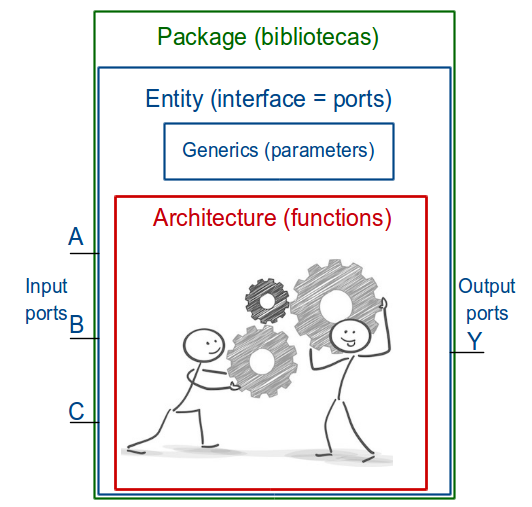 Package (bibliotecas)
Entity (interface = ports)
Generics (parameters)
Architecture (functions)
A
Input
ports
B
C
Output
ports
Y